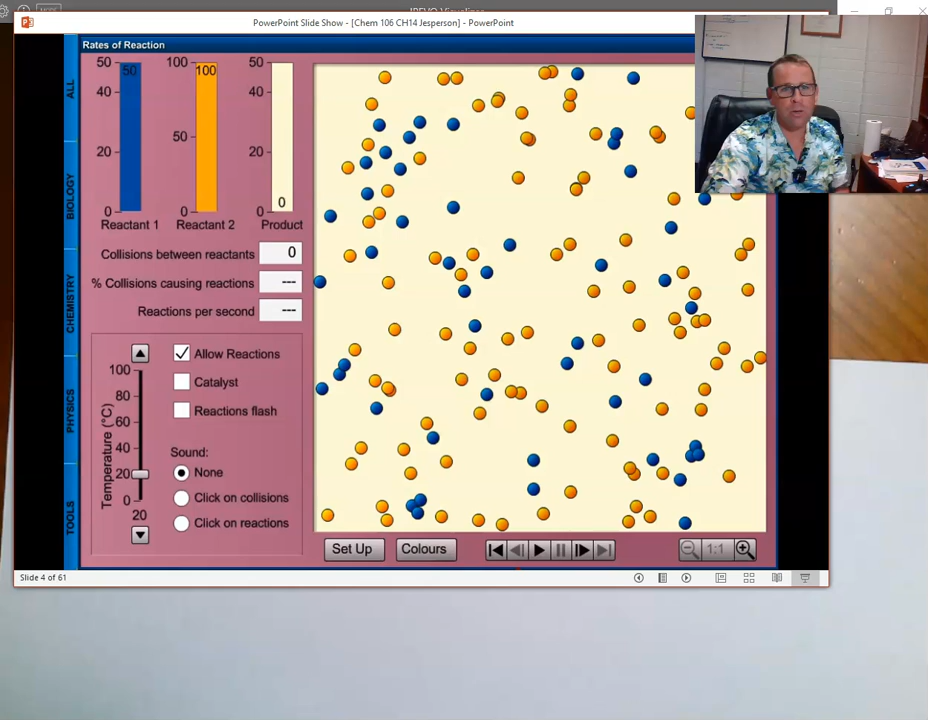 MODE
IPEVO Visualizer
PowerPoint Slide Show - [Chem 106 CH14 Jesperson] - PowerPoint
Rates of Reaction
ALL
BIOLOGY
CHEMISTRY
PHYSICS
TOOLS
50 50 100 100 50
40 40
50
20 20
0 0 0 0
Reactant 1 Reactant 2 Product
Collisions between reactants 0
% Collisions causing reactions ---
Reactions per second ---
Temperature (°C)
100
80
60
40
20
0
20
Allow Reactions
Catalyst
Reactions flash
Sound:
None
Click on collisions
Click on reactions
Set Up Colours 1:1
Slide 4 of 61